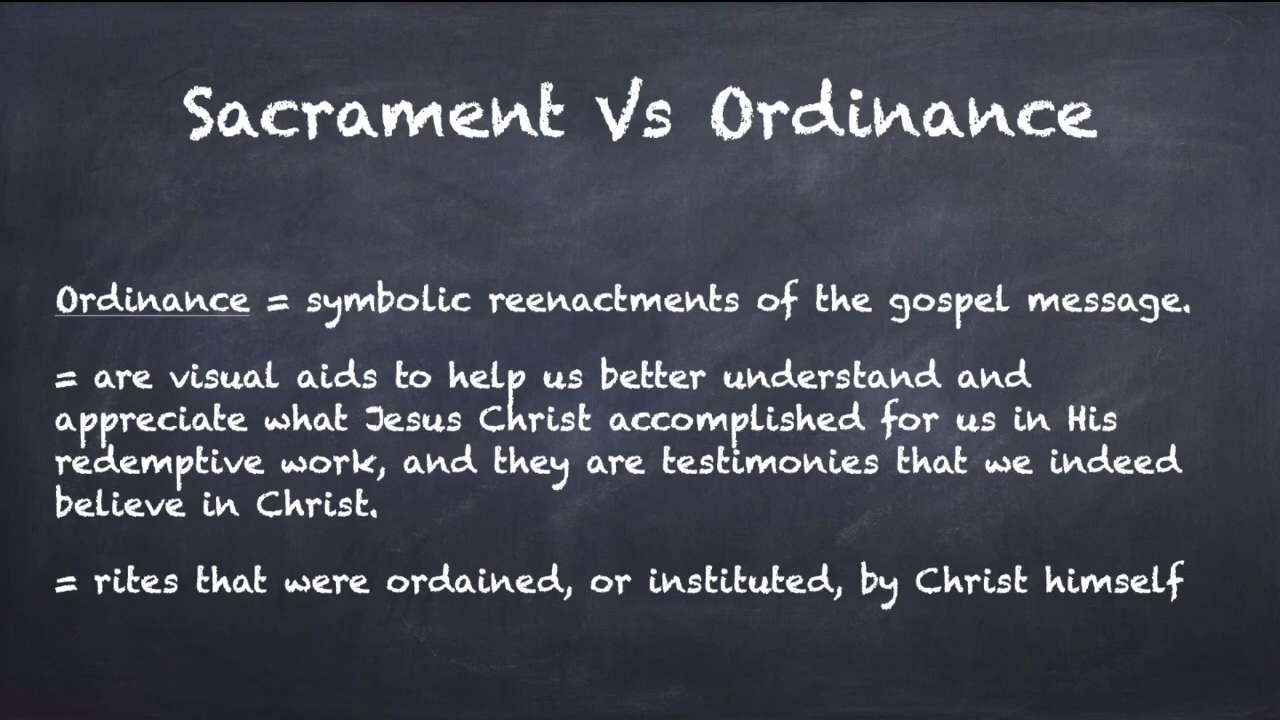 Sacrament Vs Ordinance
Ordinance = symbolic reenactments of the gospel message.
= are visual aids to help us better understand and
appreciate what Jesus Christ accomplished for us in His
redemptive work, and they are testimonies that we indeed
believe in Christ.
= rites that were ordained, or instituted, by Christ himself